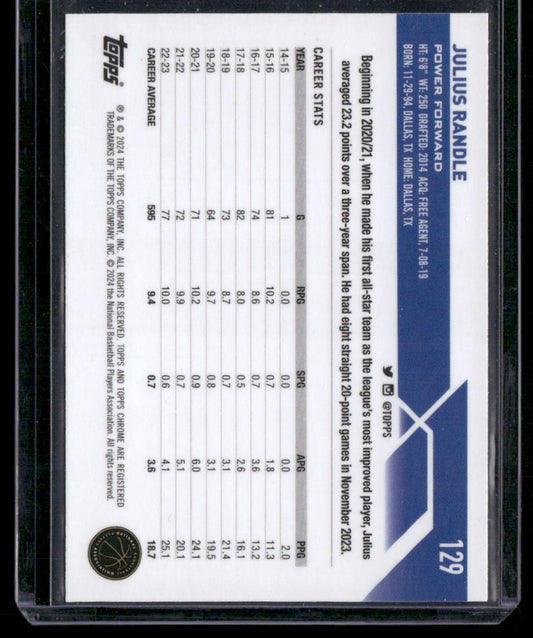 JULIUS RANDLE
129
POWER FORWARD
HT: 6'8" WT: 250 DRAFTED: 2014 ACQ: FREE AGENT, 7-08-19
BORN: 11-29-94, DALLAS, TX HOME: DALLAS, TX
@TOPPS
Beginning in 2020/21, when he made his first all-star team as the league's most improved player, Julius
averaged 23.2 points over a three-year span. He had eight straight 20-point games in November 2023.
CAREER STATS
YEAR G RPG SPG APG PPG
14-15 1 0.0 0.0 0.0 2.0
15-16 81 10.2 0.7 1.8 11.3
16-17 74 8.6 0.7 3.6 13.2
17-18 82 8.0 0.5 2.6 16.1
18-19 73 8.7 0.7 3.1 21.4
19-20 64 9.7 0.8 3.1 19.5
20-21 71 10.2 0.9 6.0 24.1
21-22 72 9.9 0.7 5.1 20.1
22-23 77 10.0 0.6 4.1 25.1
CAREER AVERAGE 595 9.4 0.7 3.6 18.7
topps®
® & © 2024 THE TOPPS COMPANY, INC. ALL RIGHTS RESERVED. TOPPS AND TOPPS CHROME ARE REGISTERED
TRADEMARKS OF THE TOPPS COMPANY, INC. © 2024 the National Basketball Players Association. All rights reserved.